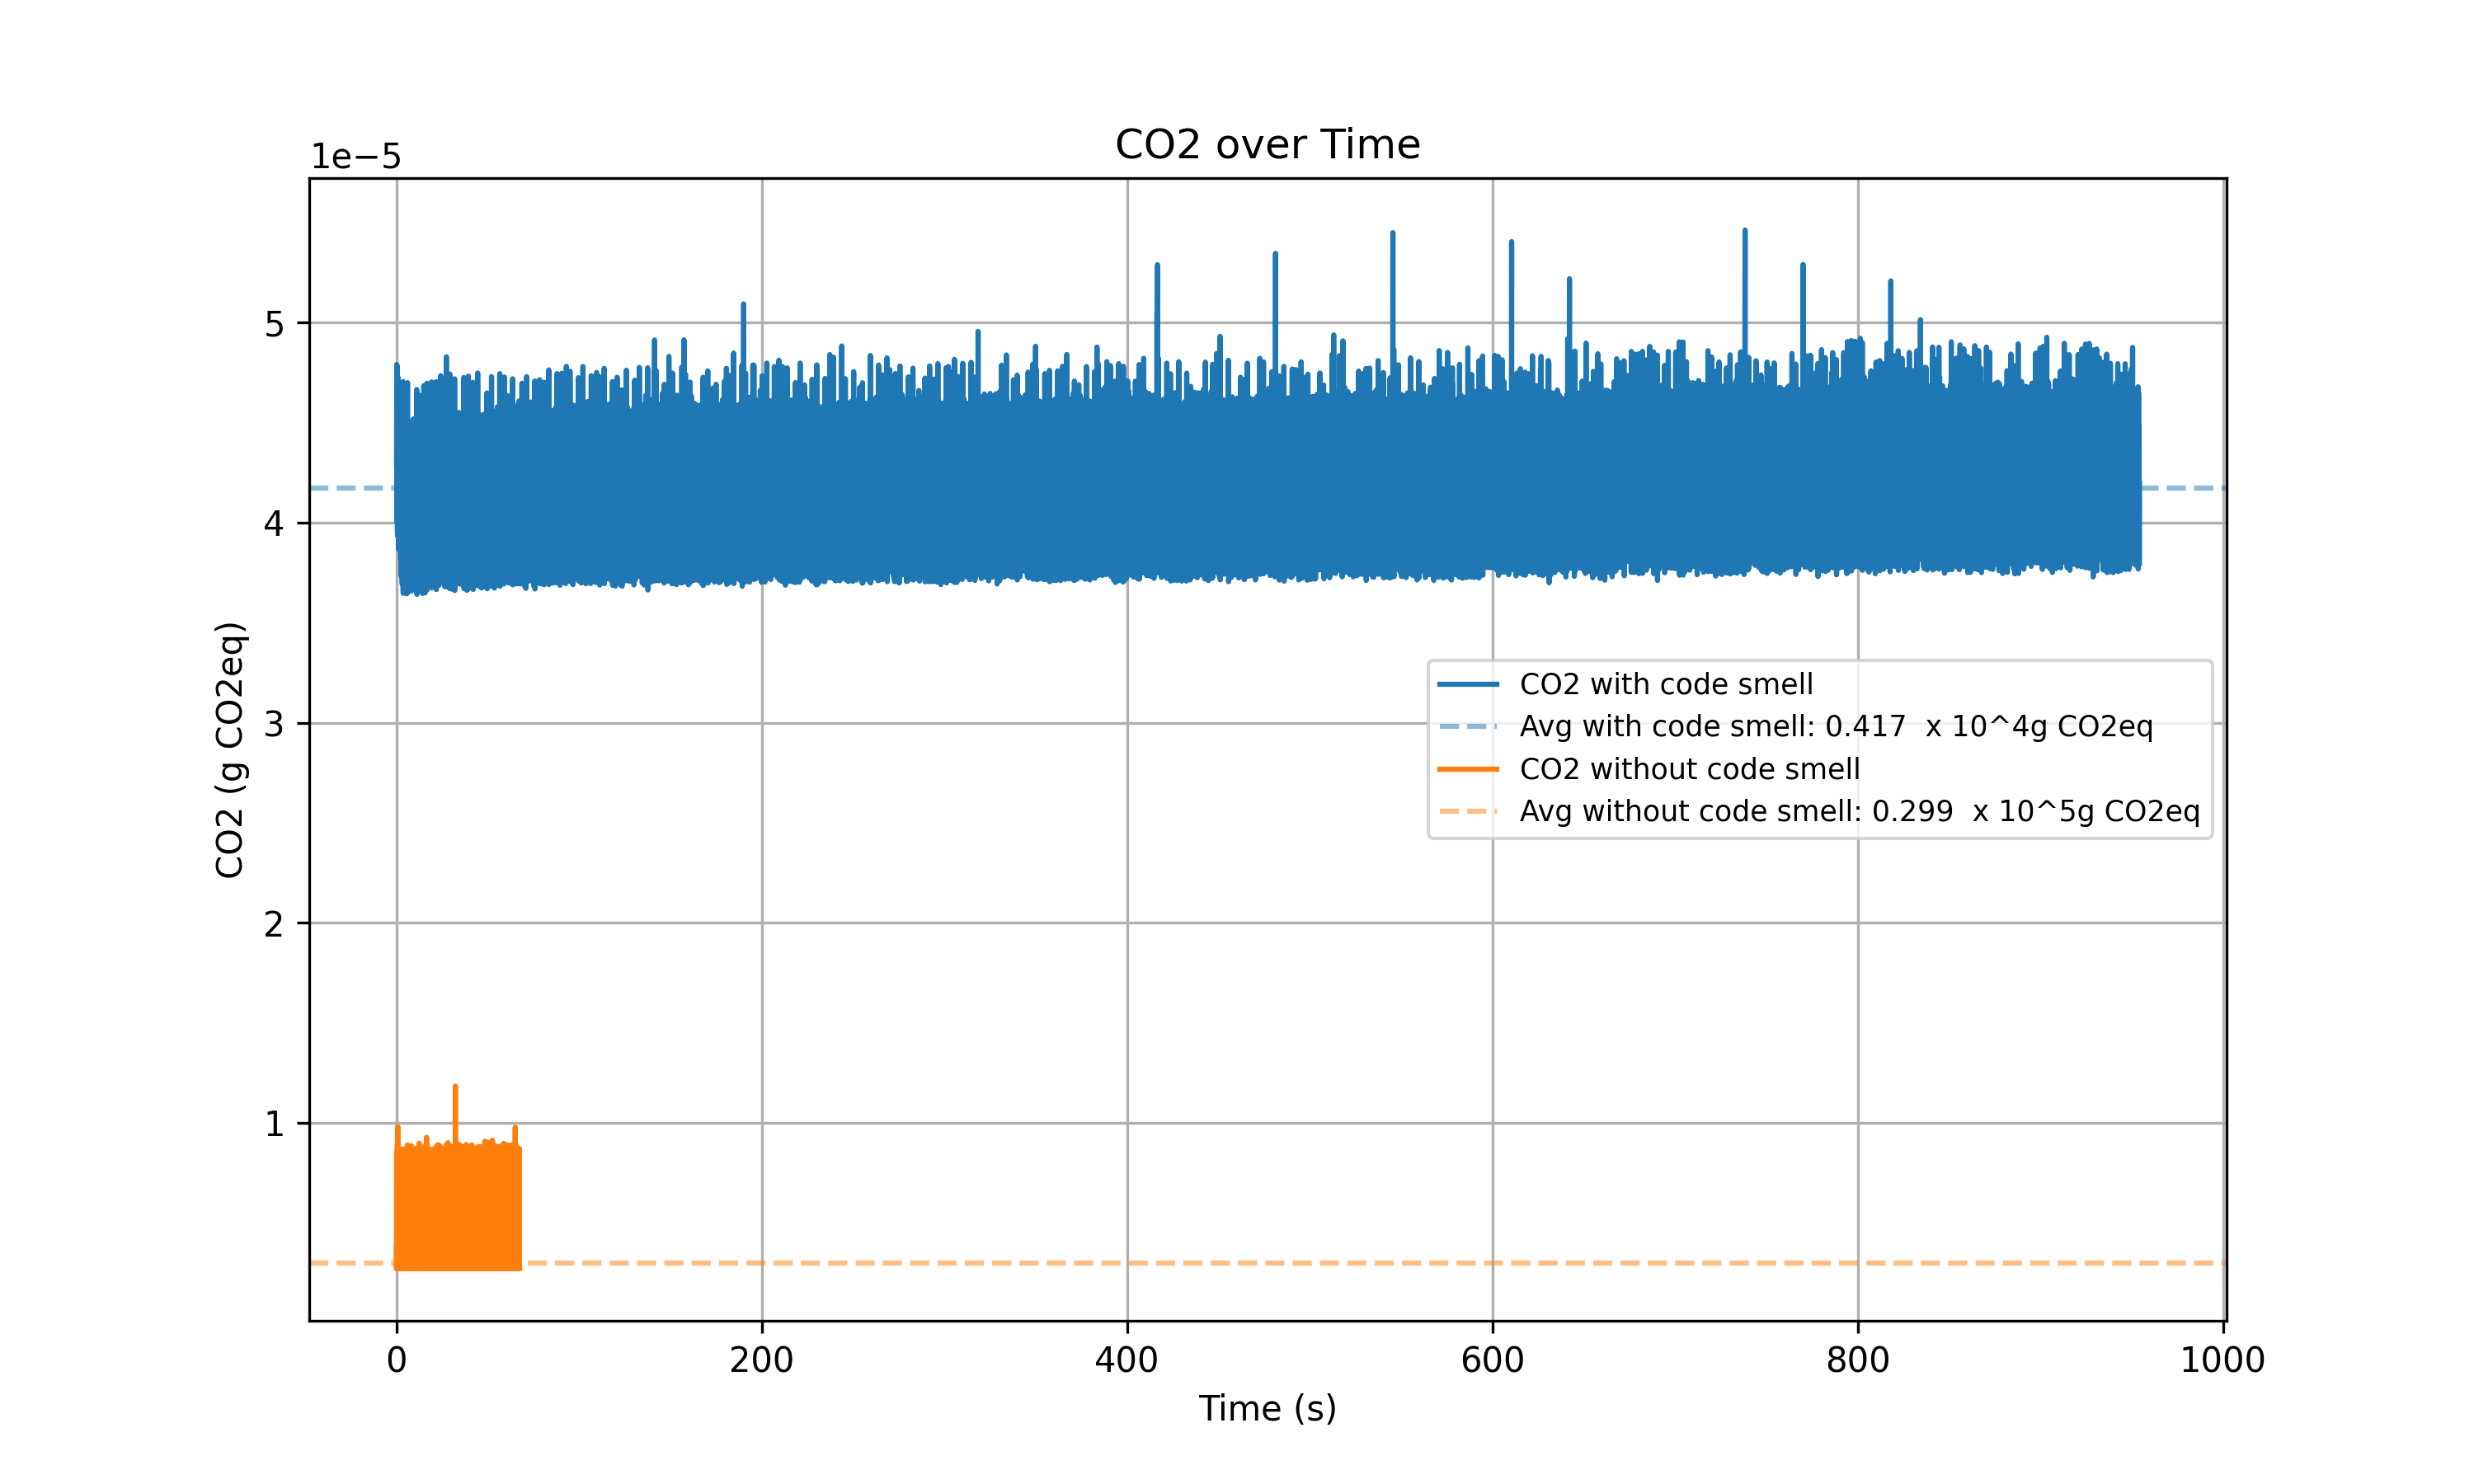 CO2 over Time
1e−5
5
4
3
2
1
CO2 (g CO2eq)
CO2 with code smell
Avg with code smell: 0.417  x 10^4g CO2eq
CO2 without code smell
Avg without code smell: 0.299  x 10^5g CO2eq
0 200 400 600 800 1000
Time (s)